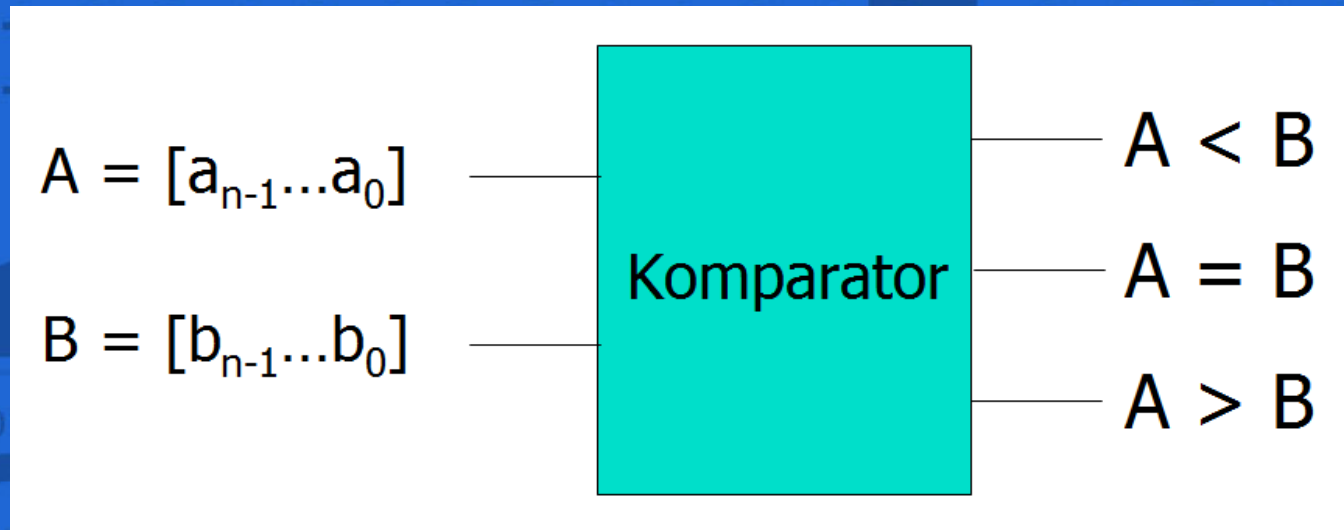 A = [aₙ₋₁...a₀]
B = [bₙ₋₁...b₀]
Komparator
A < B
A = B
A > B